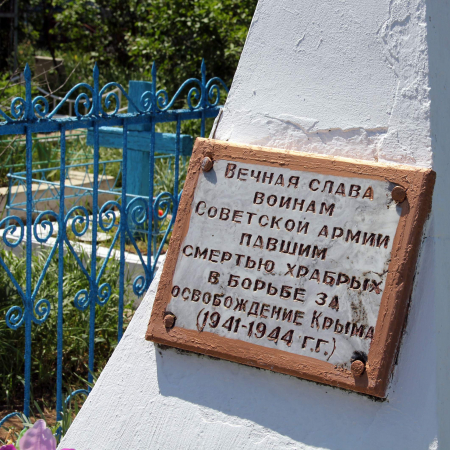 Вечная слава
воинам
Советской Армии
павшим
смертью храбрых
в борьбе за
освобождение Крыма
(1941-1944 г.г.)